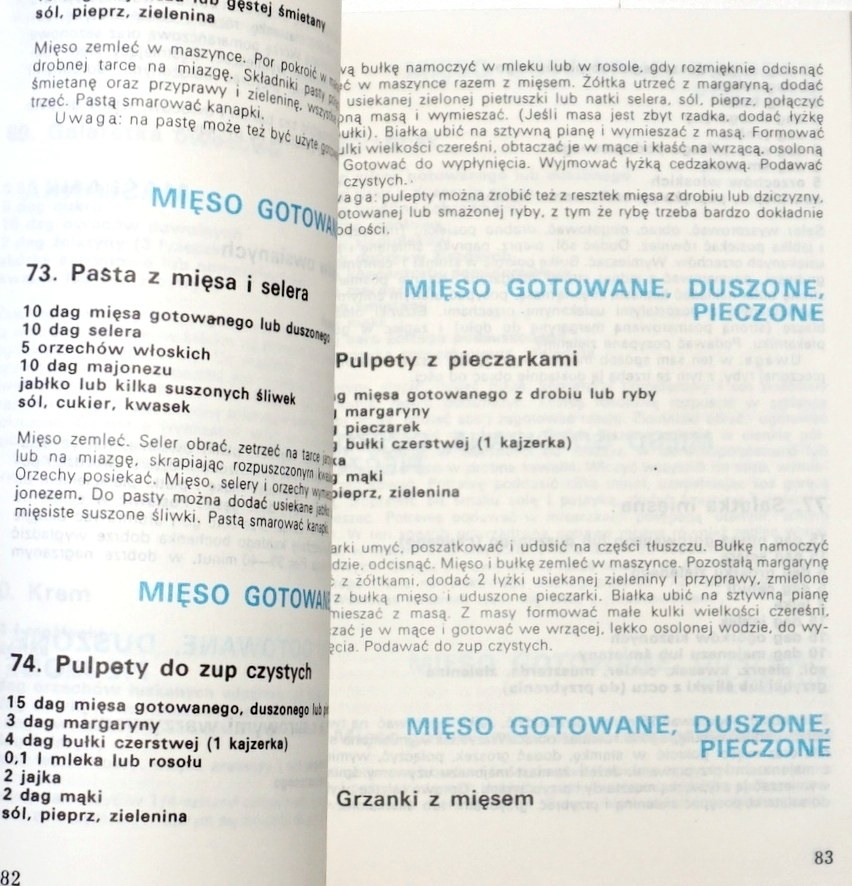 gęstej śmietany
sól, pieprz, zielenina
Mięso zemleć w maszynce. Por pokroić
drobnej tarce na miazgę. Składniki pasty
śmietanę oraz przyprawy i zieleninę, wszystko
trzeć. Pastą smarować kanapki.
Uwaga: na pastę może też być użyte
MIĘSO GOTOWAN
73. Pasta z mięsa i selera
10 dag mięsa gotowanego lub duszonego
10 dag selera
5 orzechów włoskich
10 dag majonezu
jabłko lub kilka suszonych śliwek
sól, cukier, kwasek
Mięso zemleć. Seler obrać, zetrzeć na tarce
lub na miazgę, skrapiając rozpuszczonym
Orzechy posiekać. Mięso, selery i orzechy
jonezem. Do pasty można dodać usiekane
mięsiste suszone śliwki. Pastą smarować kanapki
MIĘSO GOTOWANE
74. Pulpety do zup czystych
15 dag mięsa gotowanego, duszonego lub
3 dag margaryny
4 dag bułki czerstwej (1 kajzerka)
0,1 l mleka lub rosołu
2 jajka
2 dag mąki
sól, pieprz, zielenina
82
wą bułkę namoczyć w mleku lub w rosole, gdy rozmięknie odcisnąć
w maszynce razem z mięsem. Żółtka utrzeć z margaryną, dodać
usiekanej zielonej pietruszki lub natki selera, sól, pieprz, połączyć
masą i wymieszać. (Jeśli masa jest zbyt rzadka, dodać łyżkę
bułki). Białka ubić na sztywną pianę i wymieszać z masą. Formować
kulki wielkości czereśni, obtaczać je w mące i kłaść na wrzącą, osoloną
Gotować do wypłynięcia. Wyjmować łyżką cedzakową. Podawać
czystych.
waga: pulpety można zrobić też z resztek mięsa z drobiu lub dziczyzny,
otowanej lub smażonej ryby, z tym że rybę trzeba bardzo dokładnie
od ości.
MIĘSO GOTOWANE, DUSZONE,
PIECZONE
Pulpety z pieczarkami
g mięsa gotowanego z drobiu lub ryby
margaryny
pieczarek
bułki czerstwej (1 kajzerka)
ka
mąki
pieprz, zielenina
arki umyć, poszatkować i udusić na części tłuszczu. Bułkę namoczyć
dzie, odcisnąć. Mięso i bułkę zemleć w maszynce. Pozostałą margarynę
z żółtkami, dodać 2 łyżki usiekanej zieleniny i przyprawy, zmielone
z bułką mięso i uduszone pieczarki. Białka ubić na sztywną pianę
mieszać z masą. Z masy formować małe kulki wielkości czereśni,
zać je w mące i gotować we wrzącej, lekko osolonej wodzie, do wy-
ęcia. Podawać do zup czystych.
MIĘSO GOTOWANE, DUSZONE,
PIECZONE
Grzanki z mięsem
83